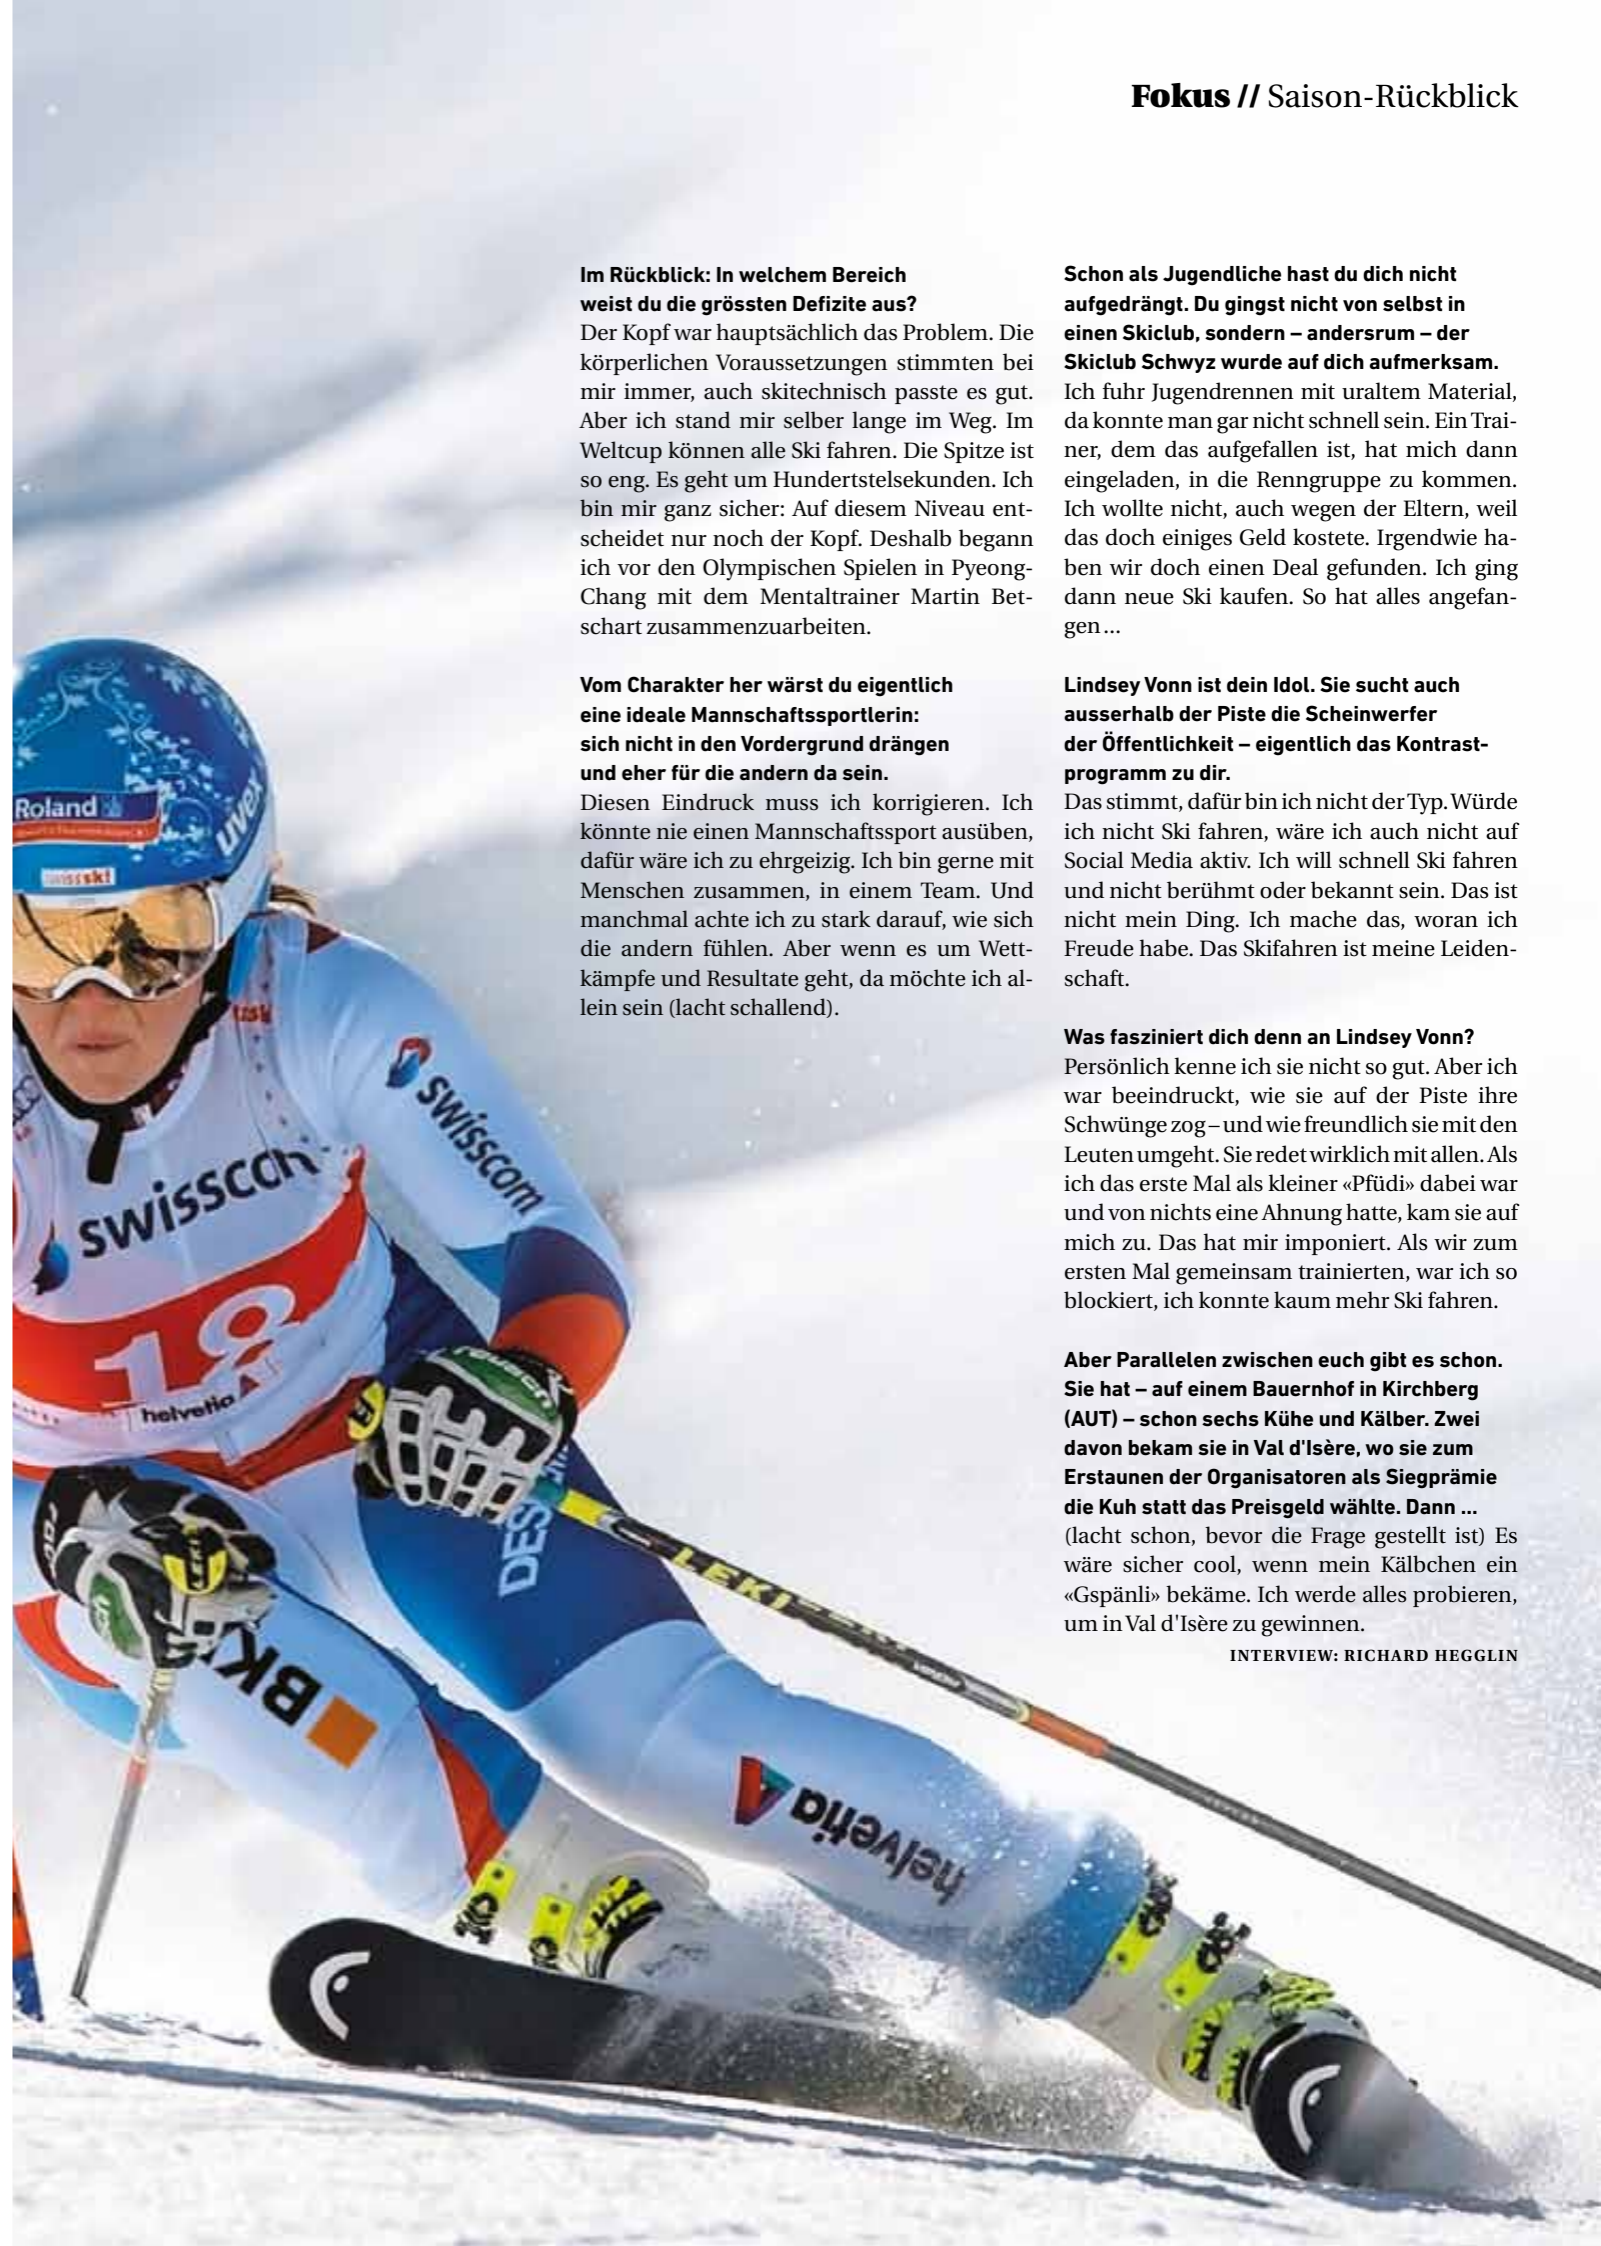 Fokus // Saison-Rückblick
Im Rückblick: In welchem Bereich
weist du die grössten Defizite aus?
Der Kopf war hauptsächlich das Problem. Die
körperlichen Voraussetzungen stimmten bei
mir immer, auch skitechnisch passte es gut.
Aber ich stand mir selber lange im Weg. Im
Weltcup können alle Ski fahren. Die Spitze ist
so eng. Es geht um Hundertstelsekunden. Ich
bin mir ganz sicher: Auf diesem Niveau ent-
scheidet nur noch der Kopf. Deshalb begann
ich vor den Olympischen Spielen in Pyeong-
Chang mit dem Mentaltrainer Martin Bet-
schart zusammenzuarbeiten.
Vom Charakter her wärst du eigentlich
eine ideale Mannschaftssportlerin:
sich nicht in den Vordergrund drängen
und eher für die andern da sein.
Diesen Eindruck muss ich korrigieren. Ich
könnte nie einen Mannschaftssport ausüben,
dafür wäre ich zu ehrgeizig. Ich bin gerne mit
Menschen zusammen, in einem Team. Und
manchmal achte ich zu stark darauf, wie sich
die andern fühlen. Aber wenn es um Wett-
kämpfe und Resultate geht, da möchte ich al-
lein sein (lacht schallend).
Schon als Jugendliche hast du dich nicht
aufgedrängt. Du gingst nicht von selbst in
einen Skiclub, sondern – andersrum – der
Skiclub Schwyz wurde auf dich aufmerksam.
Ich fuhr Jugendrennen mit uraltem Material,
da konnte man gar nicht schnell sein. Ein Trai-
ner, dem das aufgefallen ist, hat mich dann
eingeladen, in die Renngruppe zu kommen.
Ich wollte nicht, auch wegen der Eltern, weil
das doch einiges Geld kostete. Irgendwie ha-
ben wir doch einen Deal gefunden. Ich ging
dann neue Ski kaufen. So hat alles angefan-
gen ...
Lindsey Vonn ist dein Idol. Sie sucht auch
ausserhalb der Piste die Scheinwerfer
der Öffentlichkeit – eigentlich das Kontrast-
programm zu dir.
Das stimmt, dafür bin ich nicht der Typ. Würde
ich nicht Ski fahren, wäre ich auch nicht auf
Social Media aktiv. Ich will schnell Ski fahren
und nicht berühmt oder bekannt sein. Das ist
nicht mein Ding. Ich mache das, woran ich
Freude habe. Das Skifahren ist meine Leiden-
schaft.
Was fasziniert dich denn an Lindsey Vonn?
Persönlich kenne ich sie nicht so gut. Aber ich
war beeindruckt, wie sie auf der Piste ihre
Schwünge zog – und wie freundlich sie mit den
Leuten umgeht. Sie redet wirklich mit allen. Als
ich das erste Mal als kleiner «Pfüdi» dabei war
und von nichts eine Ahnung hatte, kam sie auf
mich zu. Das hat mir imponiert. Als wir zum
ersten Mal gemeinsam trainierten, war ich so
blockiert, ich konnte kaum mehr Ski fahren.
Aber Parallelen zwischen euch gibt es schon.
Sie hat – auf einem Bauernhof in Kirchberg
(AUT) – schon sechs Kühe und Kälber. Zwei
davon bekam sie in Val d'Isère, wo sie zum
Erstaunen der Organisatoren als Siegprämie
die Kuh statt das Preisgeld wählte. Dann ...
(lacht schon, bevor die Frage gestellt ist) Es
wäre sicher cool, wenn mein Kälbchen ein
«Gspänli» bekäme. Ich werde alles probieren,
um in Val d'Isère zu gewinnen.
INTERVIEW: RICHARD HEGGLIN
Roland
uvex
swiss ski
swisscom
swisscom
18
helvetia
reusch
DES
LEKI
LEKI
BK
helvetia